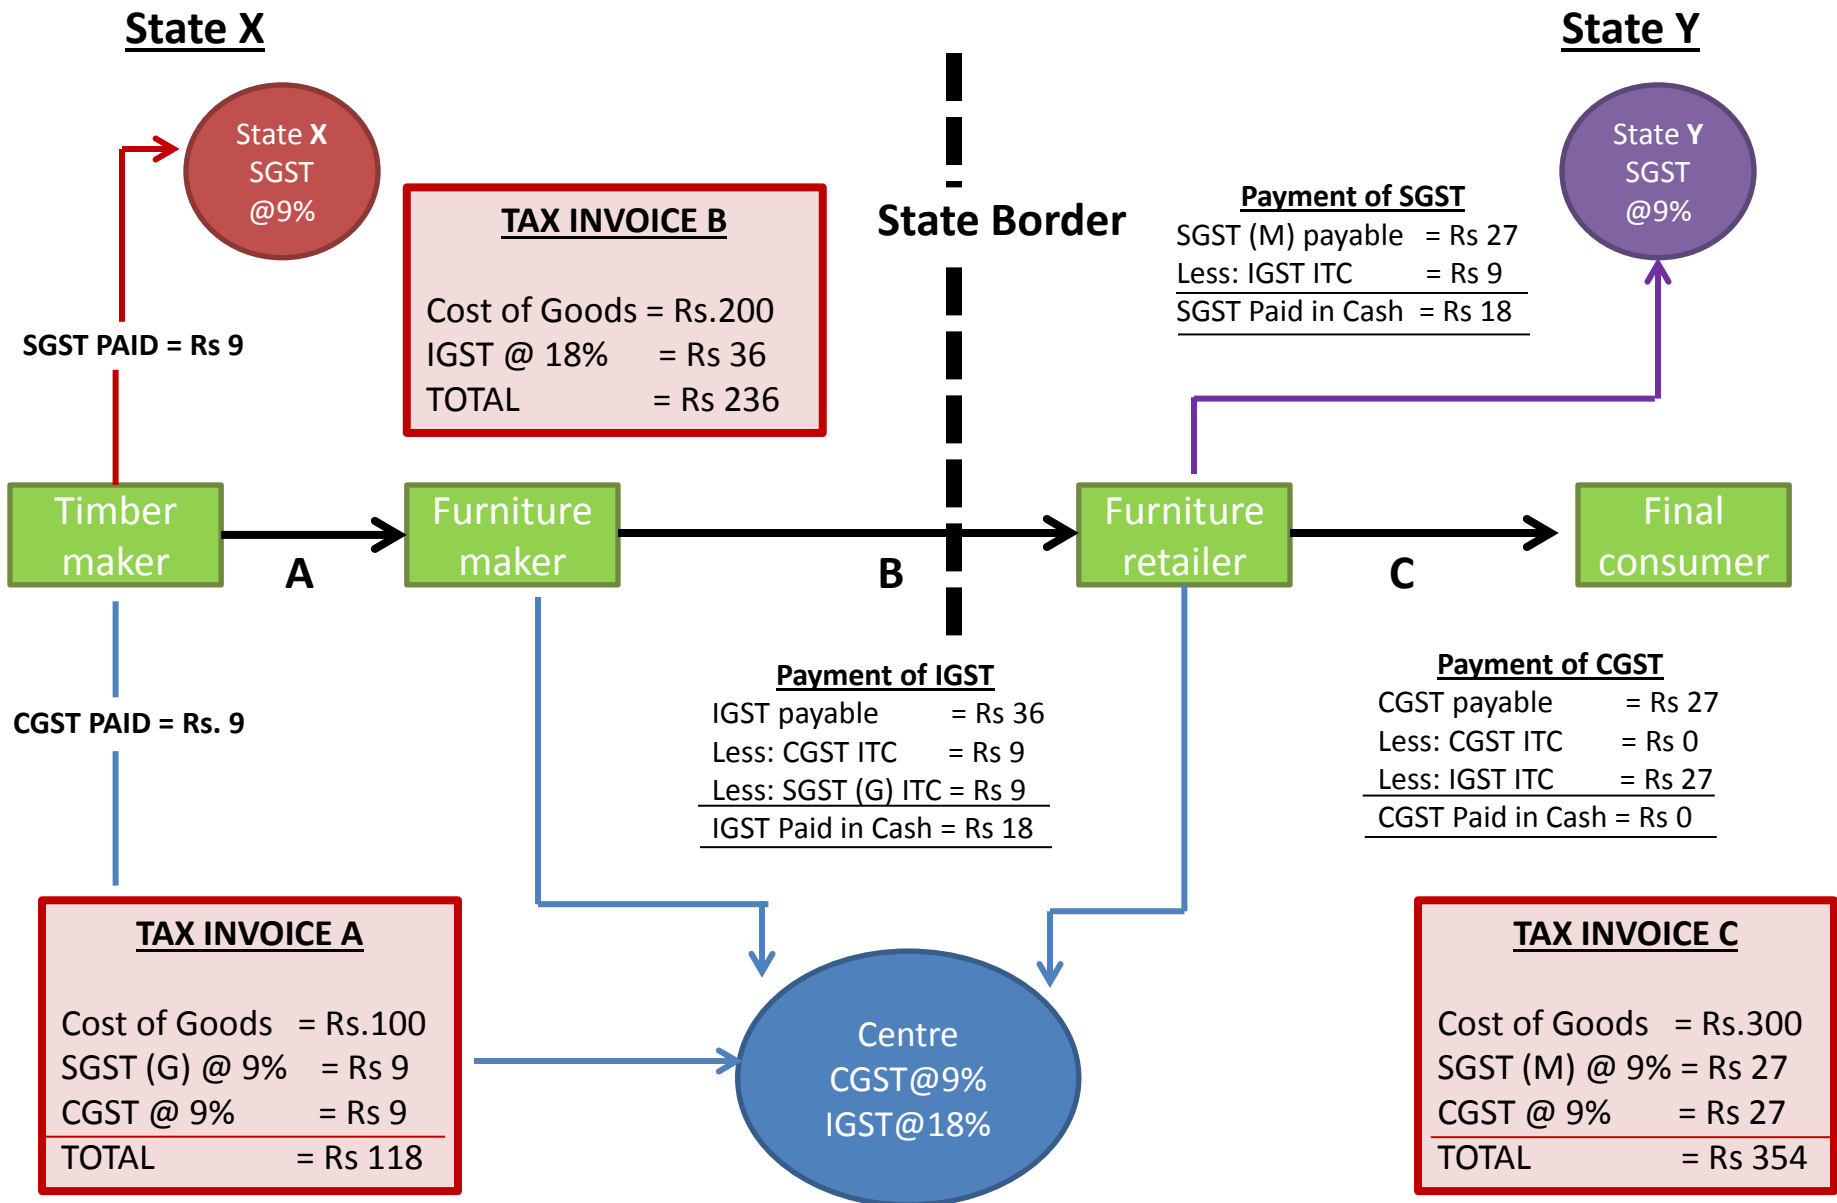 State X
State Y
State X
SGST
@9%
State Y
SGST
@9%
TAX INVOICE B
Cost of Goods = Rs.200
IGST @ 18% = Rs 36
TOTAL = Rs 236
State Border
Payment of SGST
SGST (M) payable = Rs 27
Less: IGST ITC = Rs 9
SGST Paid in Cash = Rs 18
SGST PAID = Rs 9
Timber
maker
A
Furniture
maker
B
Furniture
retailer
C
Final
consumer
CGST PAID = Rs. 9
Payment of IGST
IGST payable = Rs 36
Less: CGST ITC = Rs 9
Less: SGST (G) ITC = Rs 9
IGST Paid in Cash = Rs 18
Payment of CGST
CGST payable = Rs 27
Less: CGST ITC = Rs 0
Less: IGST ITC = Rs 27
CGST Paid in Cash = Rs 0
TAX INVOICE A
Cost of Goods = Rs.100
SGST (G) @ 9% = Rs 9
CGST @ 9% = Rs 9
TOTAL = Rs 118
Centre
CGST@9%
IGST@18%
TAX INVOICE C
Cost of Goods = Rs.300
SGST (M) @ 9% = Rs 27
CGST @ 9% = Rs 27
TOTAL = Rs 354